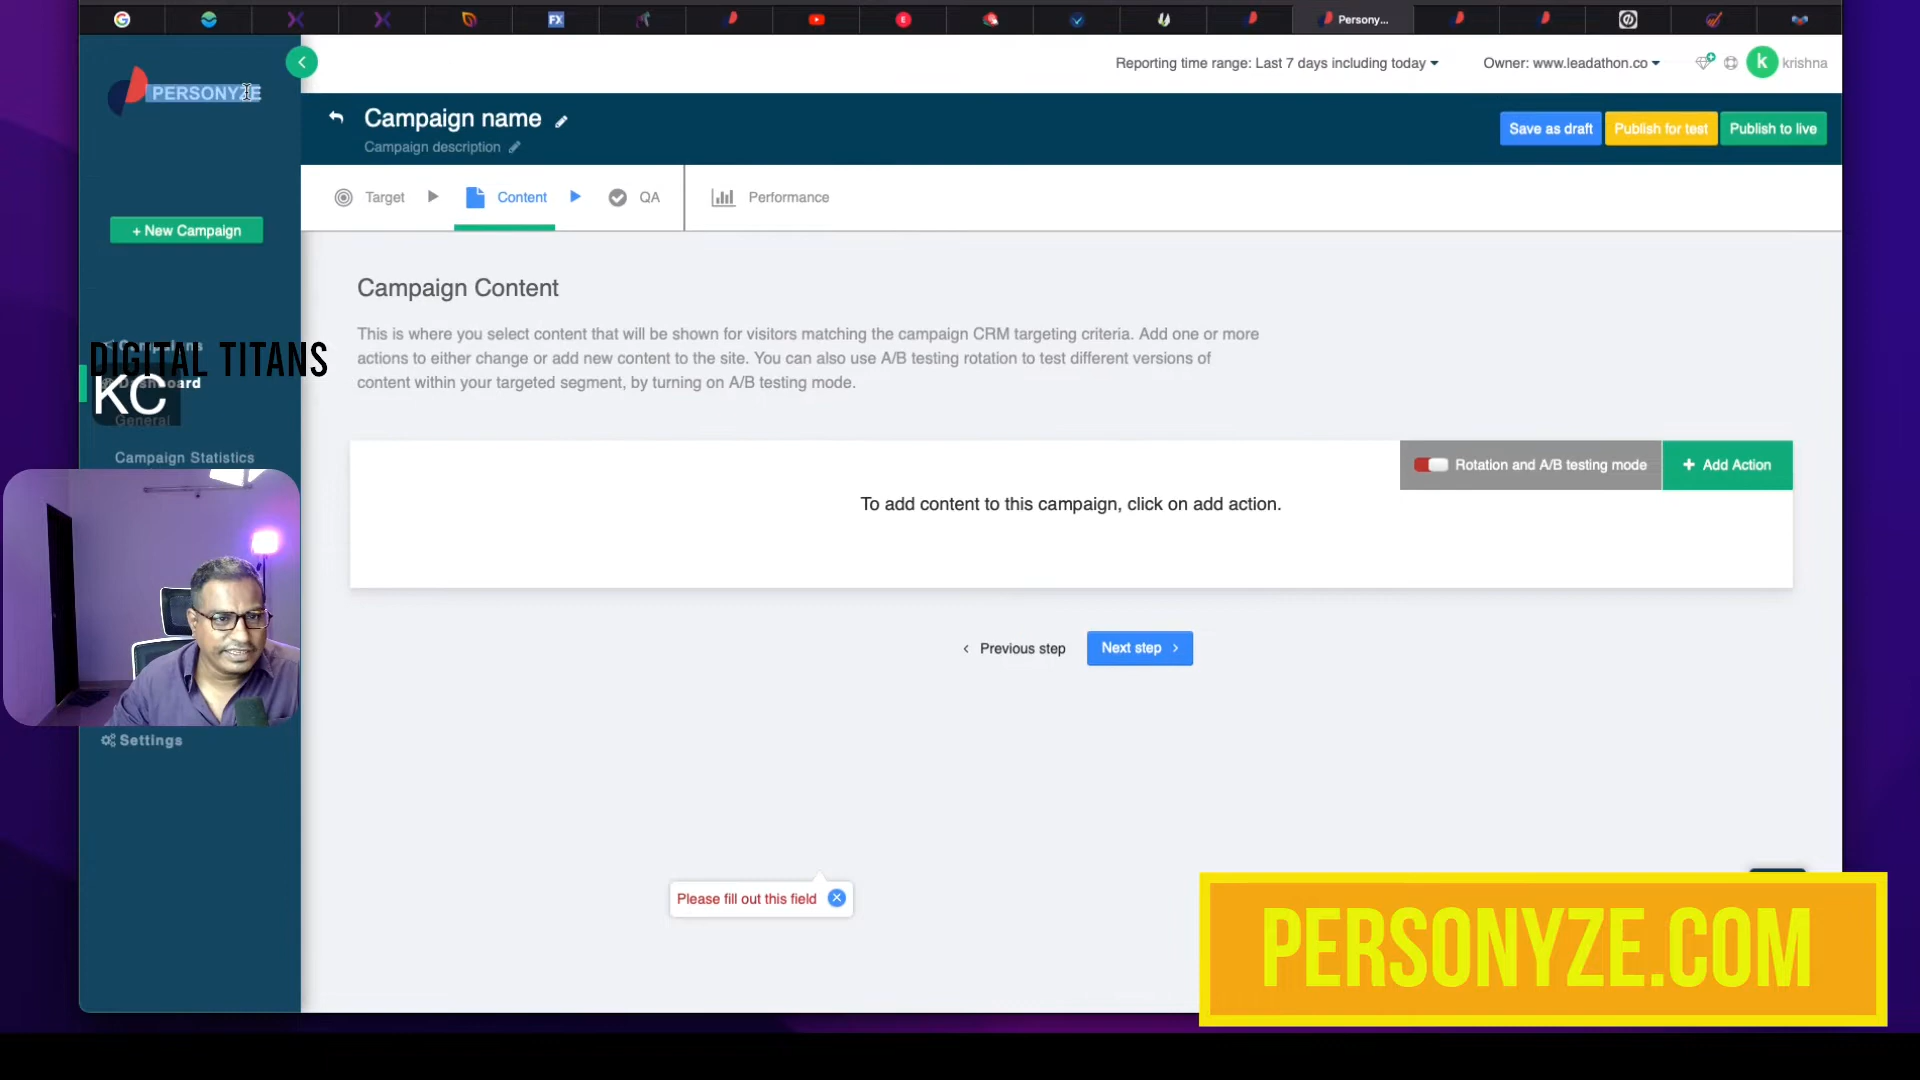 Persony...
PERSONYZE
Reporting time range: Last 7 days including today
Owner: www.leadathon.co
k
krishna
Campaign name
Campaign description
Save as draft
Publish for test
Publish to live
Target
Content
QA
Performance
+ New Campaign
Campaign Content
This is where you select content that will be shown for visitors matching the campaign CRM targeting criteria. Add one or more
actions to either change or add new content to the site. You can also use A/B testing rotation to test different versions of
content within your targeted segment, by turning on A/B testing mode.
DIGITAL TITANS
KC
Dashboard
General
Campaign Statistics
Settings
Rotation and A/B testing mode
+ Add Action
To add content to this campaign, click on add action.
< Previous step
Next step >
Please fill out this field
PERSONYZE.COM